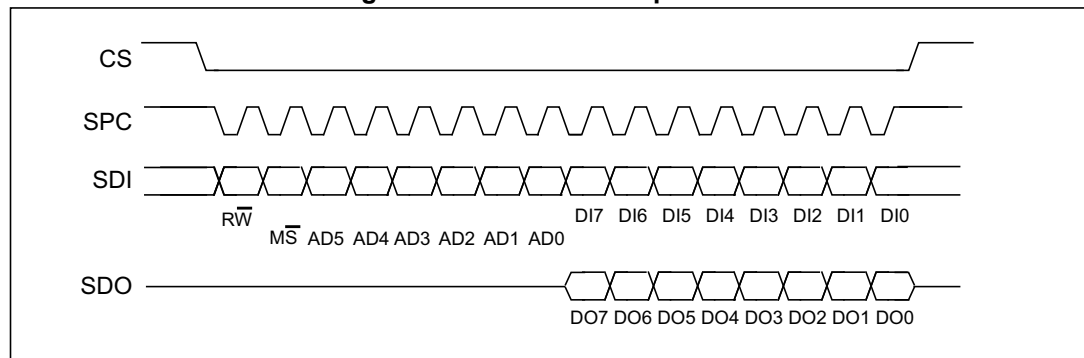 CS
SPC
SDI
RW̅
DI7 DI6 DI5 DI4 DI3 DI2 DI1 DI0
MS̅ AD5 AD4 AD3 AD2 AD1 AD0
SDO
DO7 DO6 DO5 DO4 DO3 DO2 DO1 DO0